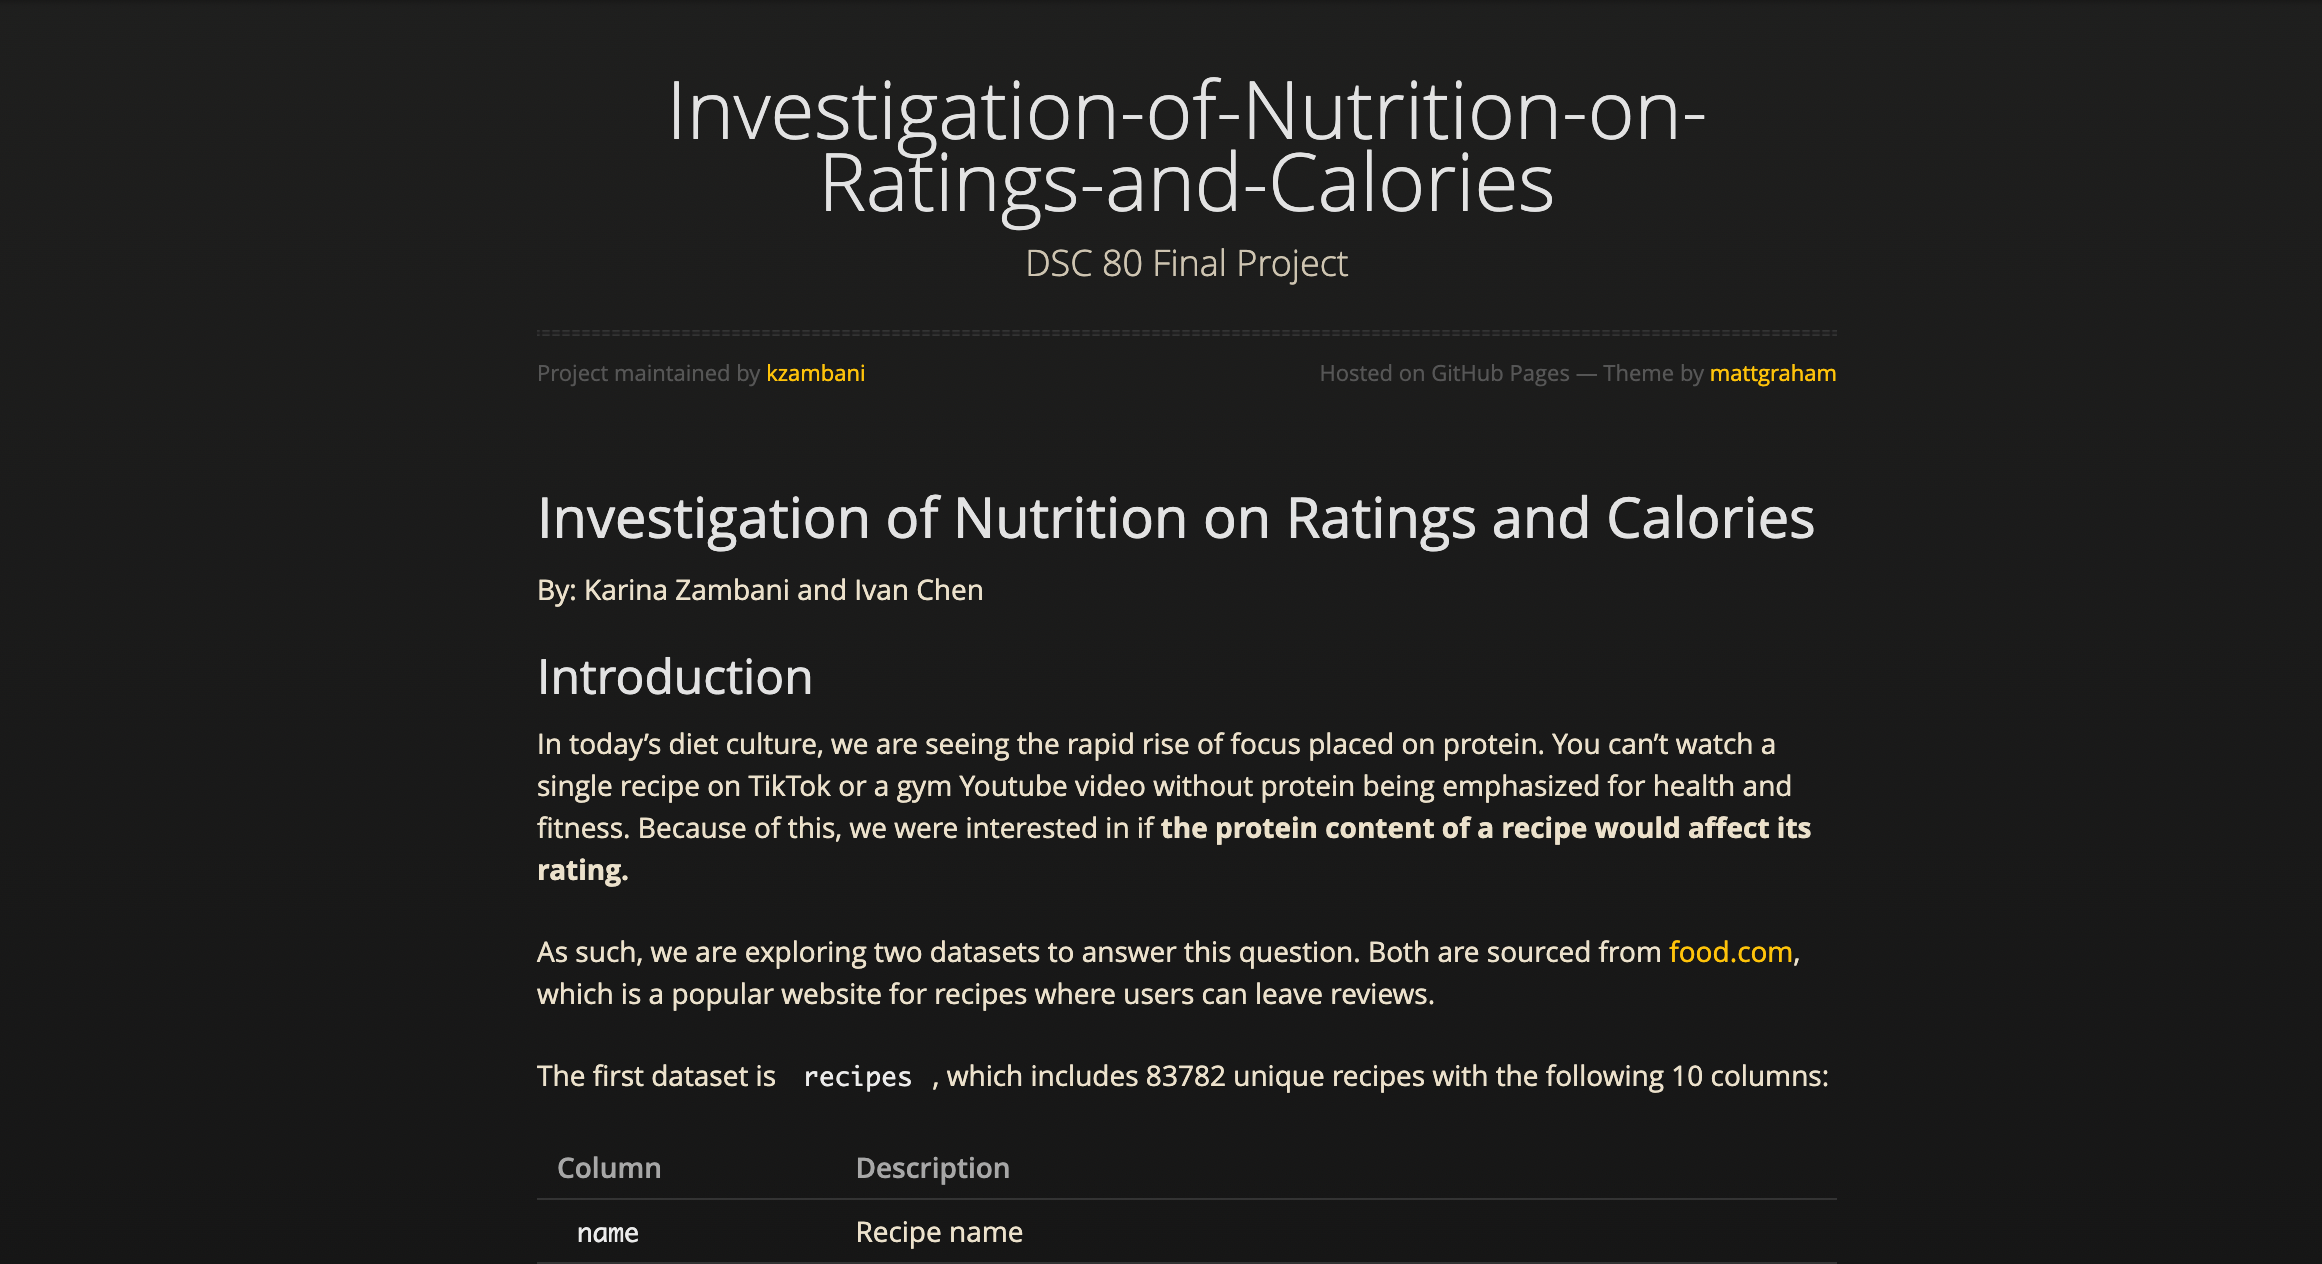 Investigation-of-Nutrition-on-
Ratings-and-Calories
DSC 80 Final Project
Project maintained by kzambani
Hosted on GitHub Pages — Theme by mattgraham
Investigation of Nutrition on Ratings and Calories
By: Karina Zambani and Ivan Chen
Introduction
In today’s diet culture, we are seeing the rapid rise of focus placed on protein. You can’t watch a
single recipe on TikTok or a gym Youtube video without protein being emphasized for health and
fitness. Because of this, we were interested in if the protein content of a recipe would affect its
rating.
As such, we are exploring two datasets to answer this question. Both are sourced from food.com,
which is a popular website for recipes where users can leave reviews.
The first dataset is recipes , which includes 83782 unique recipes with the following 10 columns:
Column Description
name Recipe name